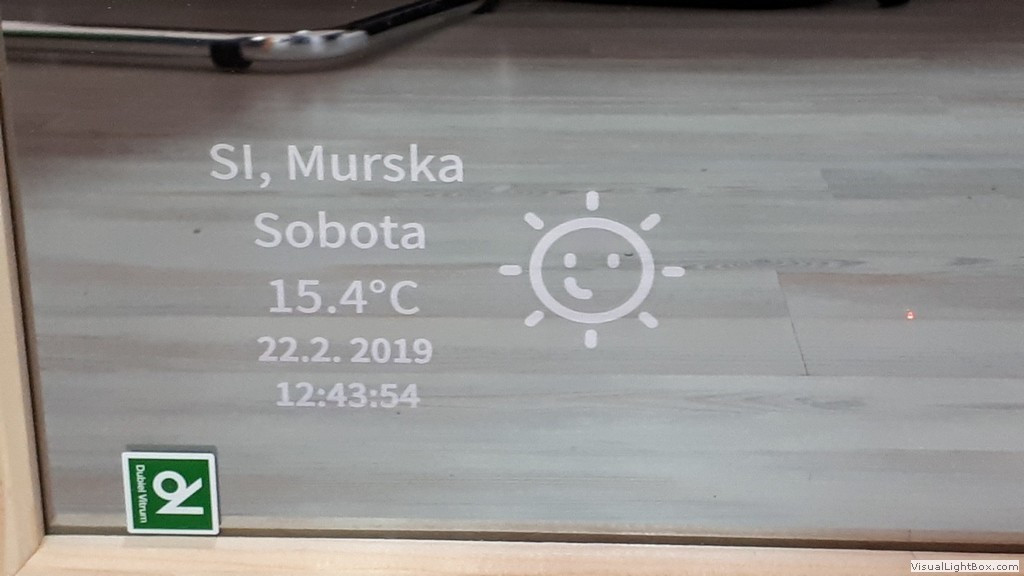 SI, Murska
Sobota
15.4°C
22.2. 2019
12:43:54
Dubiel Vitrum
VisualLightBox.com